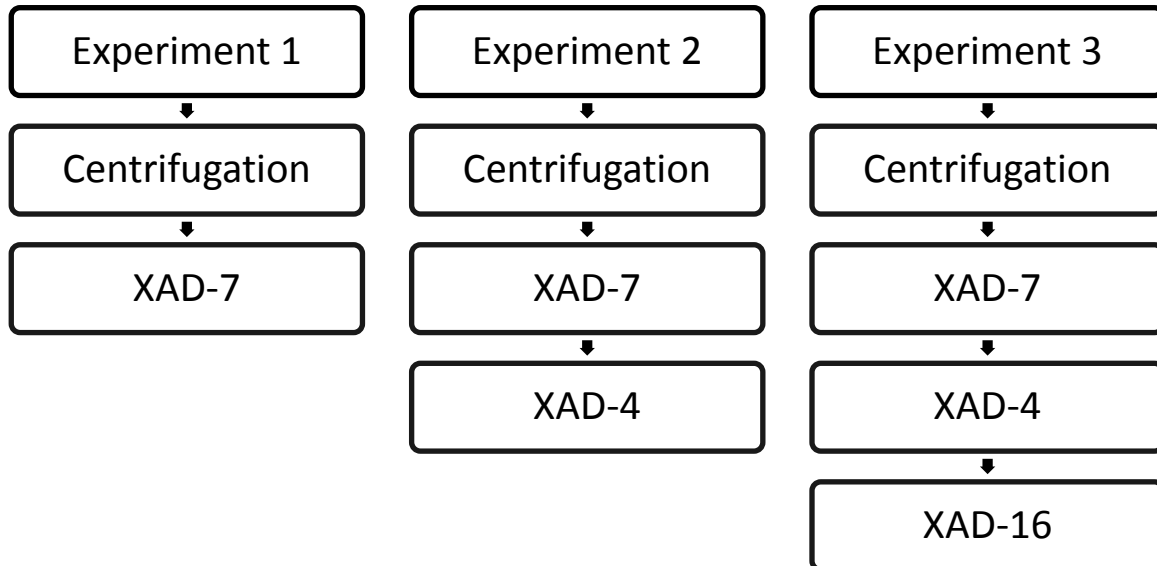 Experiment 1
Centrifugation
XAD-7
Experiment 2
Centrifugation
XAD-7
XAD-4
Experiment 3
Centrifugation
XAD-7
XAD-4
XAD-16